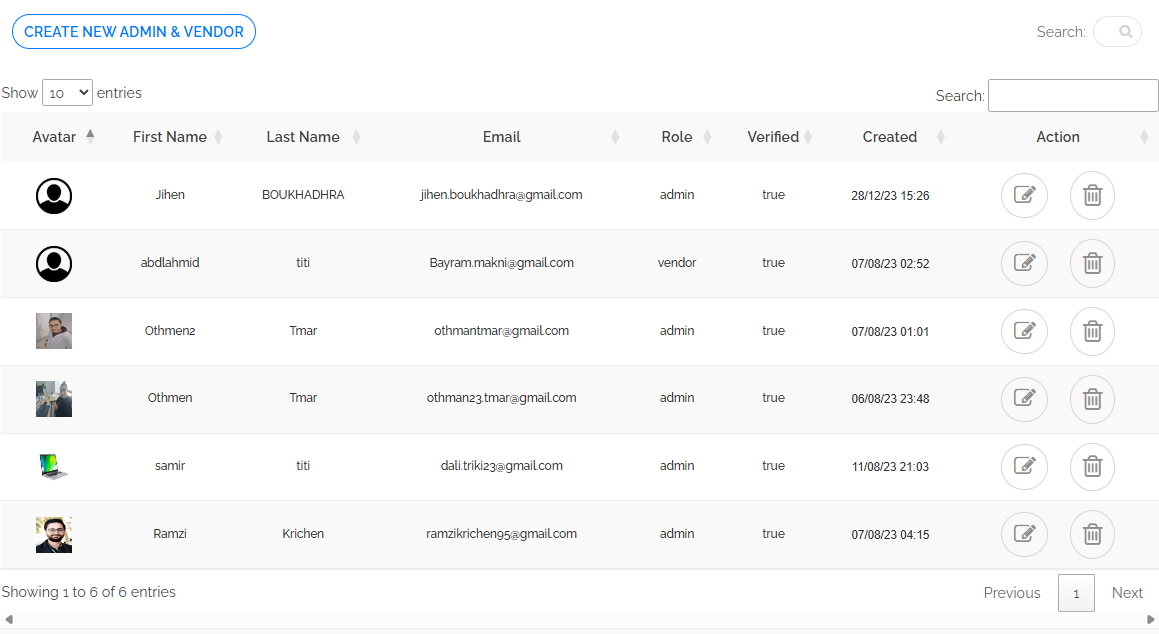 CREATE NEW ADMIN & VENDOR Search:
Show 10 entries Search:
Avatar First Name Last Name Email Role Verified Created Action
Jihen BOUKHADHRA jihen.boukhadhra@gmail.com admin true 28/12/23 15:26
abdlahmid titi Bayram.makni@gmail.com vendor true 07/08/23 02:52
Othmen2 Tmar othmantmar@gmail.com admin true 07/08/23 01:01
Othmen Tmar othman23.tmar@gmail.com admin true 06/08/23 23:48
samir titi dali.triki23@gmail.com admin true 11/08/23 21:03
Ramzi Krichen ramzikrichen95@gmail.com admin true 07/08/23 04:15
Showing 1 to 6 of 6 entries Previous 1 Next